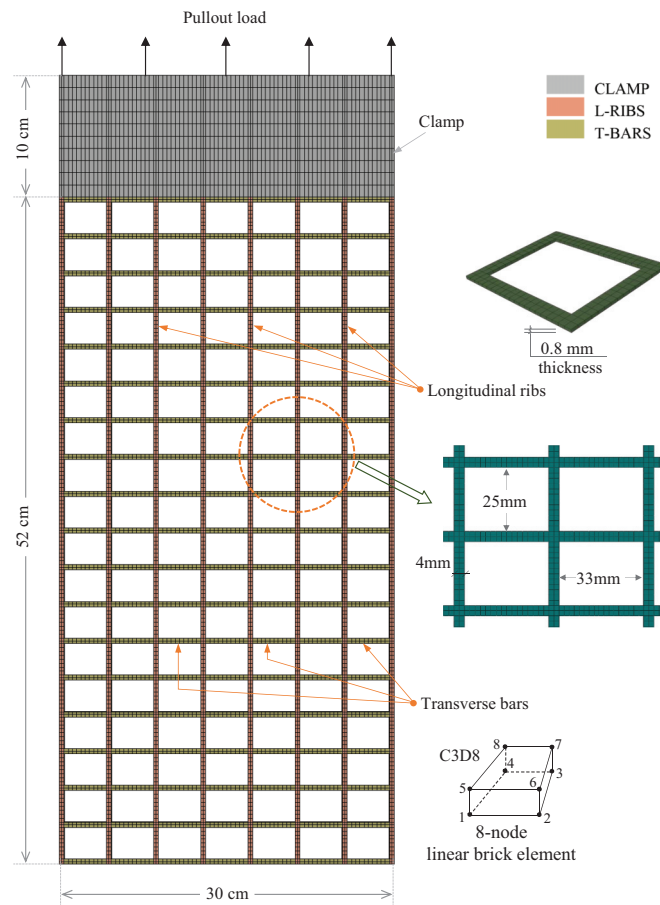 Pullout load
CLAMP
L-RIBS
T-BARS
10 cm
Clamp
0.8 mm
thickness
Longitudinal ribs
25mm
4mm
33mm
52 cm
Transverse bars
C3D8
8
7
4
3
5
6
1
2
8-node
linear brick element
30 cm